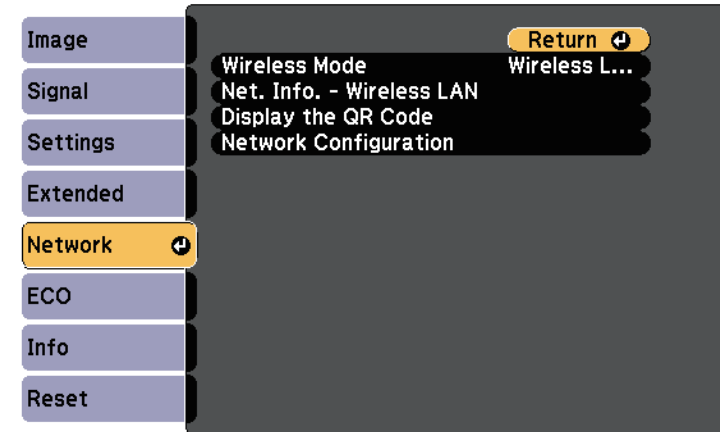 Image
Signal
Settings
Extended
Network
ECO
Info
Reset
Return
Wireless Mode Wireless L...
Net. Info. - Wireless LAN
Display the QR Code
Network Configuration